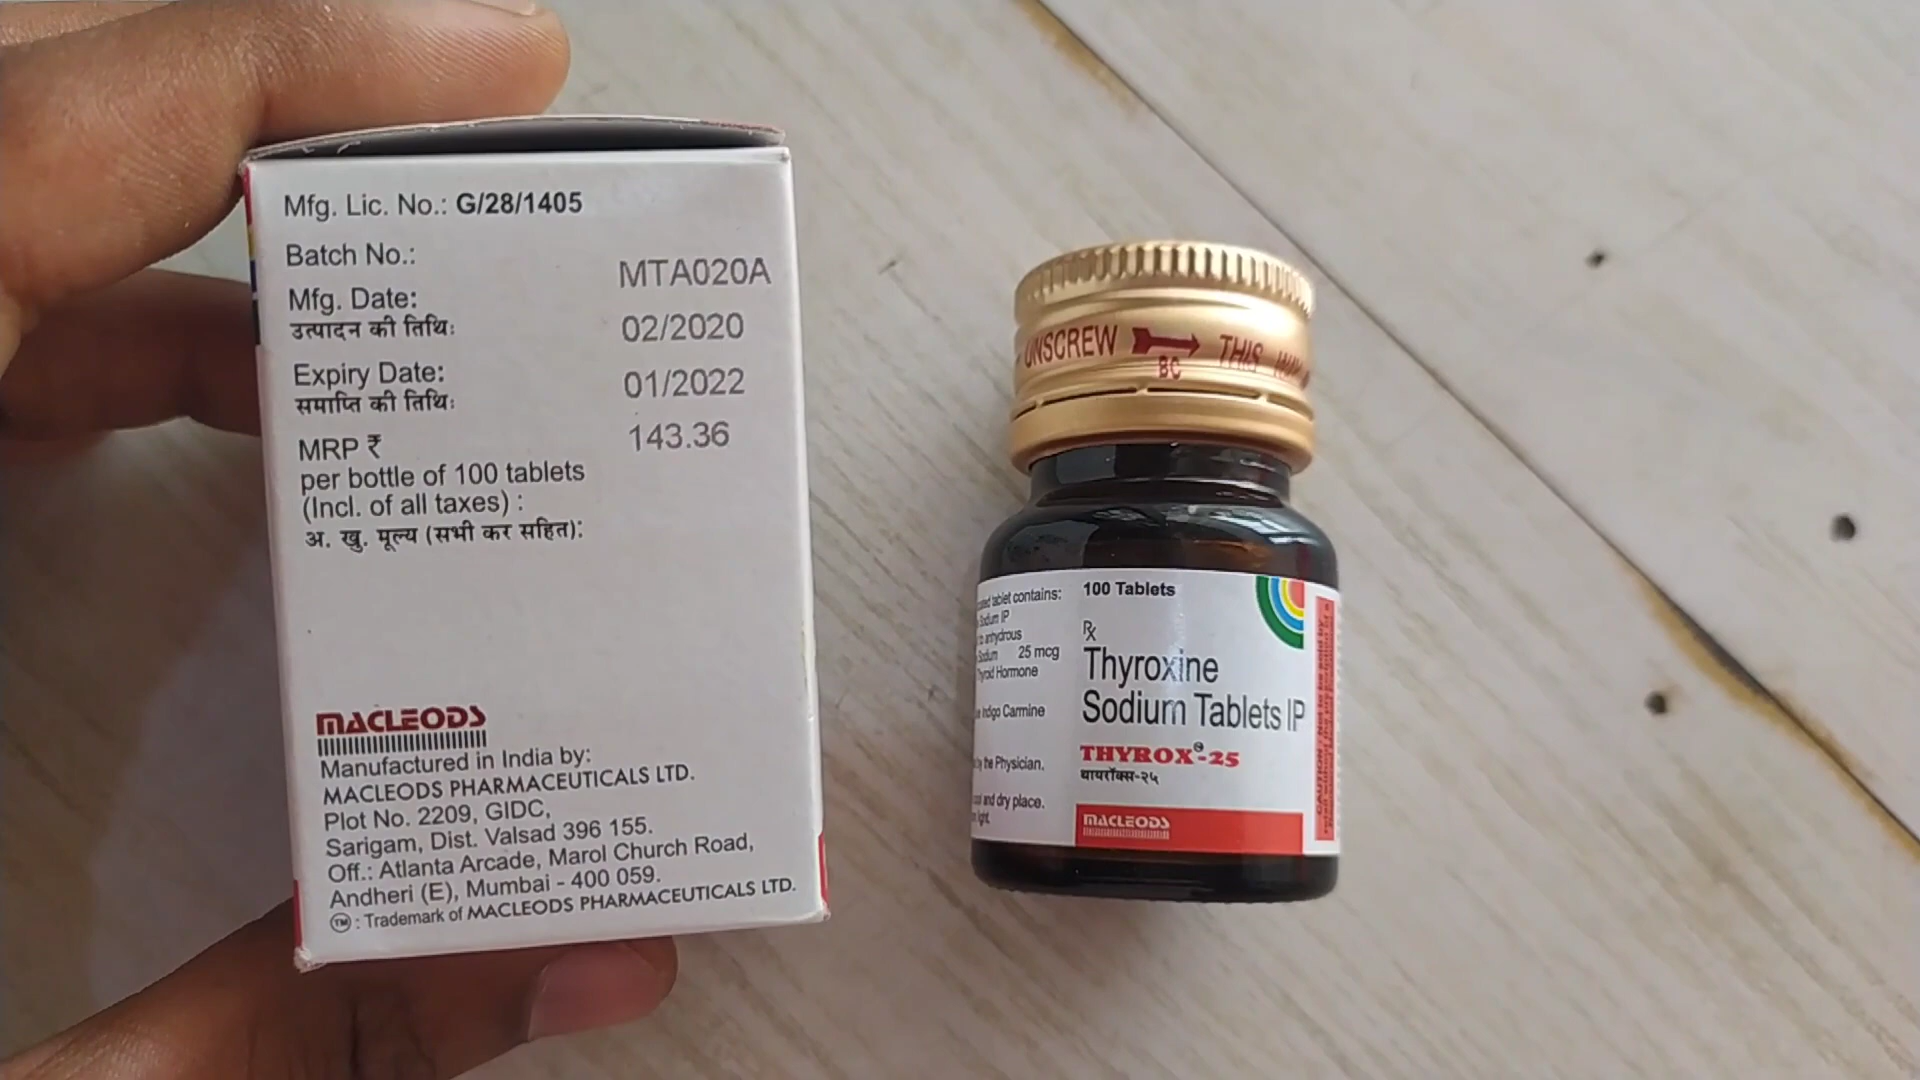 Mfg. Lic. No.: G/28/1405
Batch No.: MTA020A
Mfg. Date: 02/2020
उत्पादन की तिथि:
Expiry Date: 01/2022
समाप्ति की तिथि:
MRP ₹ 143.36
per bottle of 100 tablets
(Incl. of all taxes) :
अ. खु. मूल्य (सभी कर सहित):
MACLEODS
Manufactured in India by:
MACLEODS PHARMACEUTICALS LTD.
Plot No. 2209, GIDC,
Sarigam, Dist. Valsad 396 155.
Off.: Atlanta Arcade, Marol Church Road,
Andheri (E), Mumbai - 400 059.
TM : Trademark of MACLEODS PHARMACEUTICALS LTD.
UNSCREW THIS WAY
BC
tablet contains:
Sodium IP
to anhydrous
Sodium 25 mcg
Thyroid Hormone
Indigo Carmine
by the Physician.
and dry place.
light.
100 Tablets
Rx
Thyroxine
Sodium Tablets IP
THYROX®-25
थायरॉक्स-२५
MACLEODS